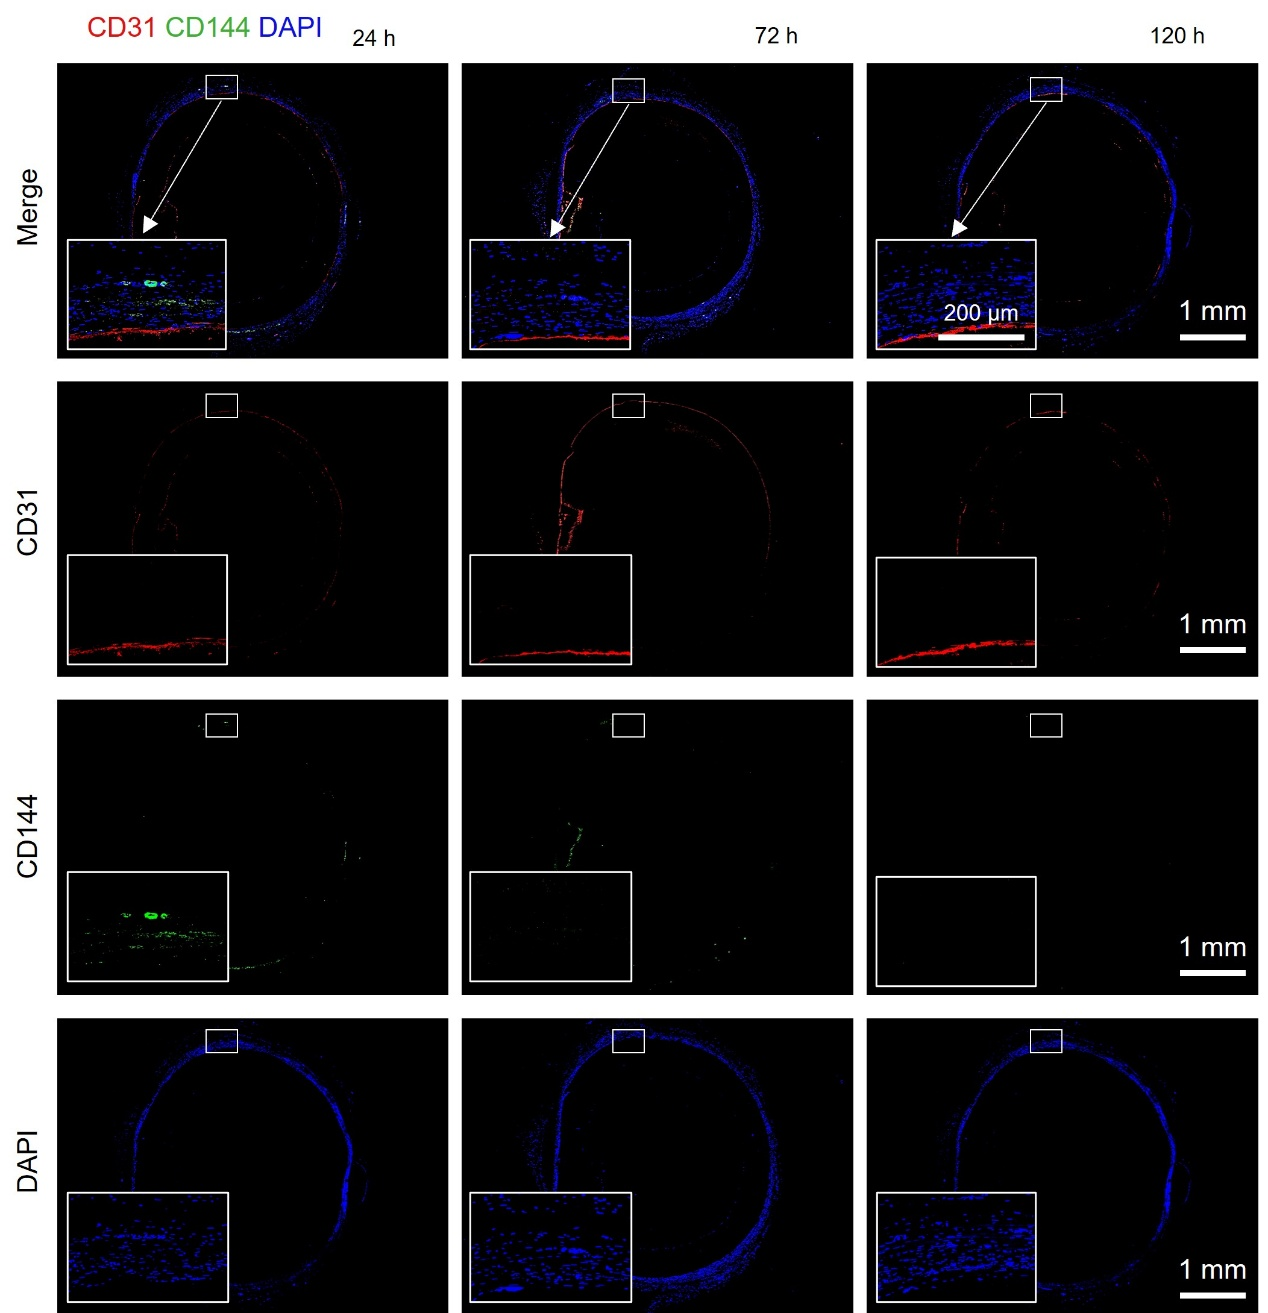 CD31 CD144 DAPI
24 h
72 h
120 h
Merge
200 µm
1 mm
CD31
1 mm
CD144
1 mm
DAPI
1 mm